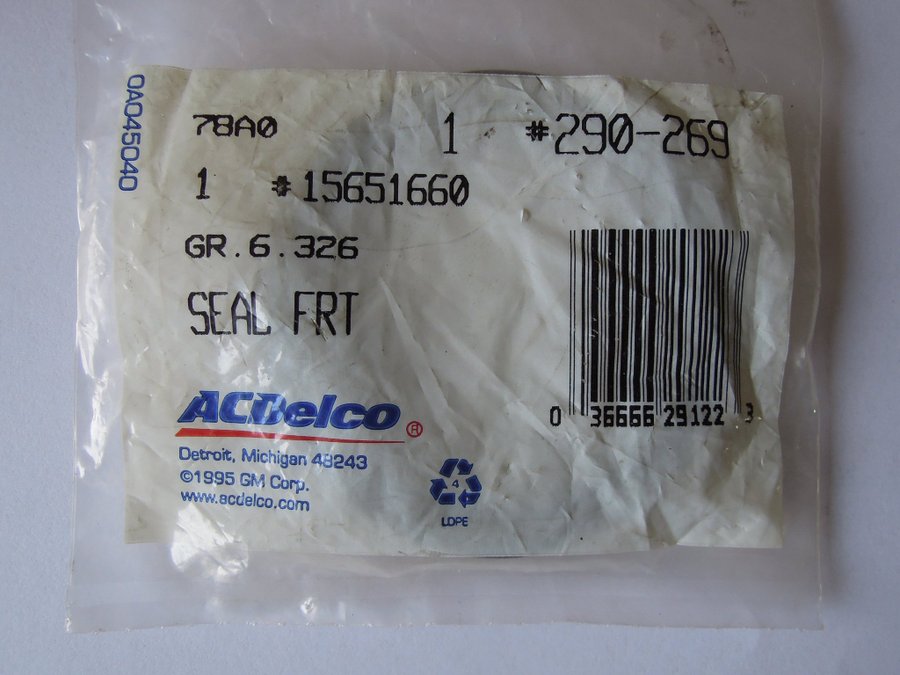 0A045040
78A0 1 #290-269
1 #15651660
GR.6.326
SEAL FRT
0 36666 29122 3
ACDelco®
Detroit, Michigan 48243
©1995 GM Corp.
www.acdelco.com
4
LDPE